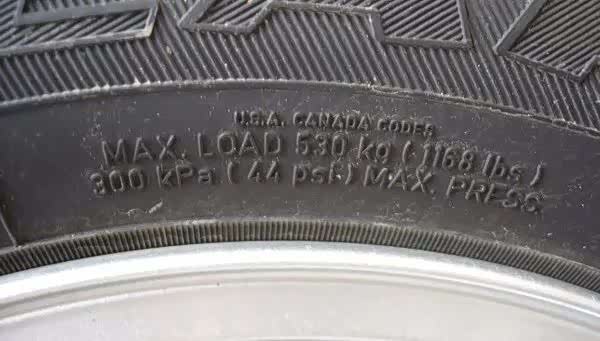 U.S.A. CANADA CODES
MAX. LOAD 530 kg ( 1168 lbs )
300 kPa ( 44 psi ) MAX. PRESS.